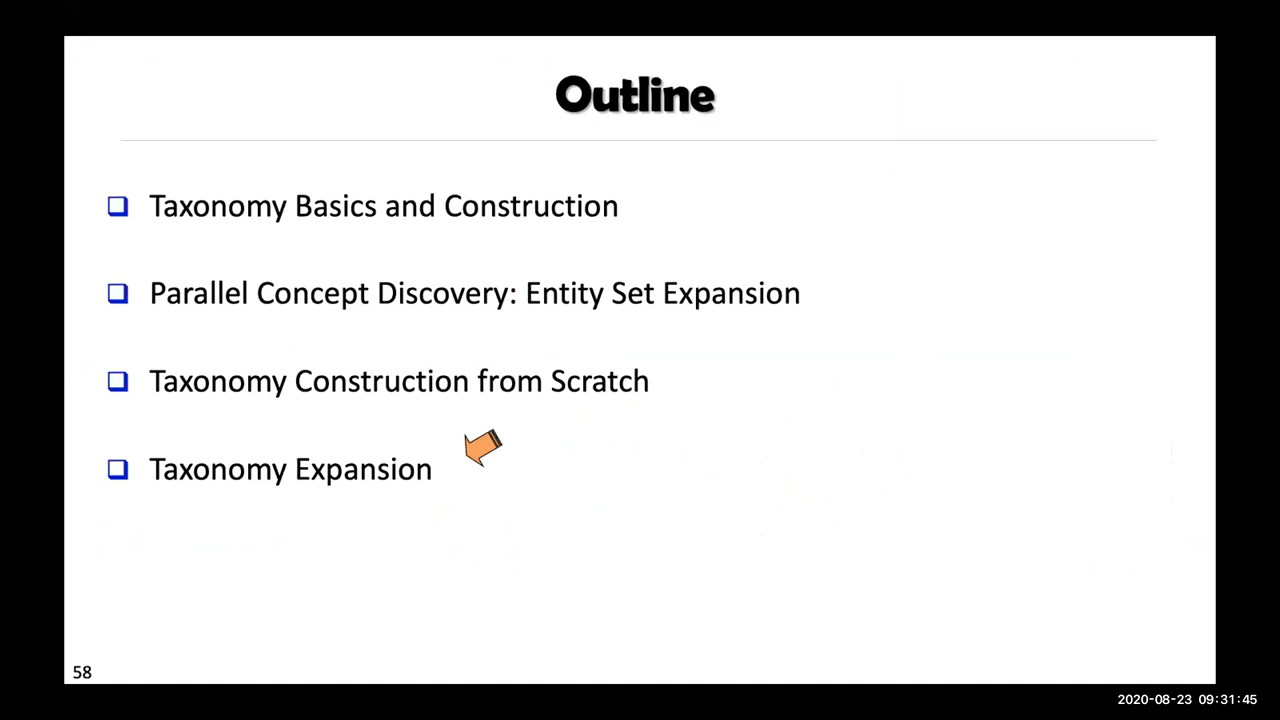 Outline
Taxonomy Basics and Construction
Parallel Concept Discovery: Entity Set Expansion
Taxonomy Construction from Scratch
Taxonomy Expansion
58
2020-08-23 09:31:45